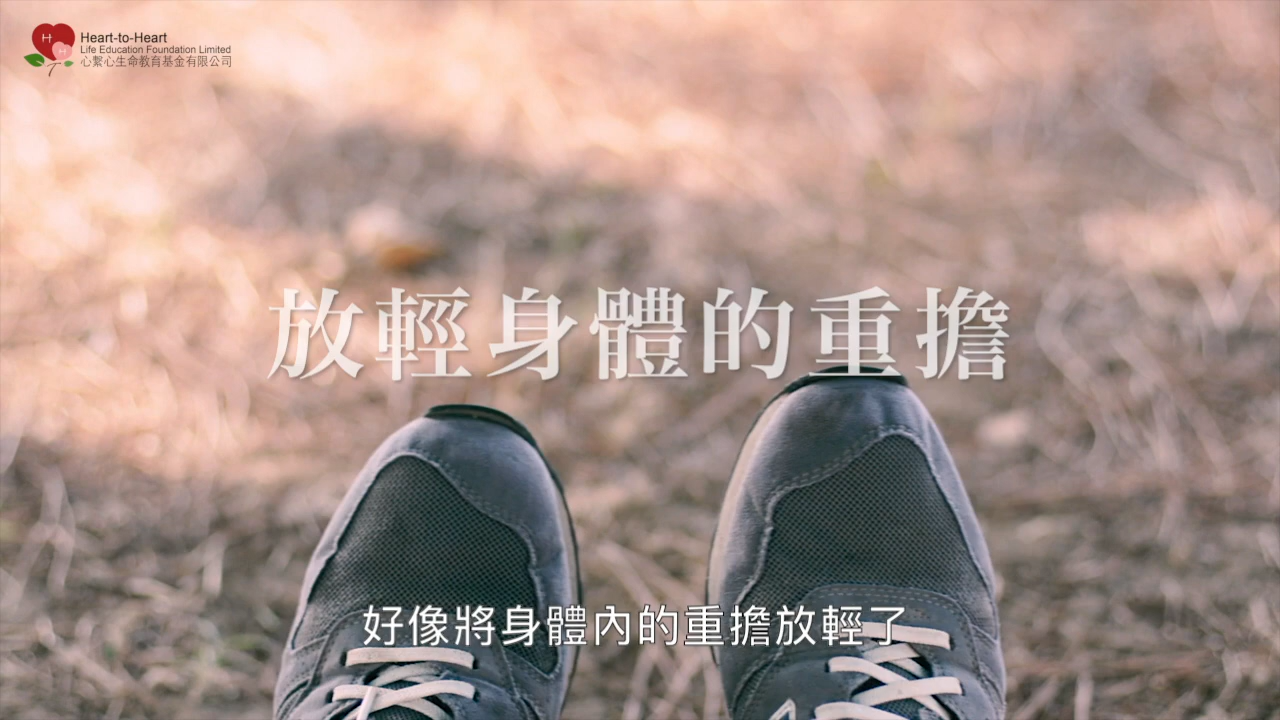 Heart-to-Heart
Life Education Foundation Limited
心繫心生命教育基金有限公司
放輕身體的重擔
好像將身體內的重擔放輕了